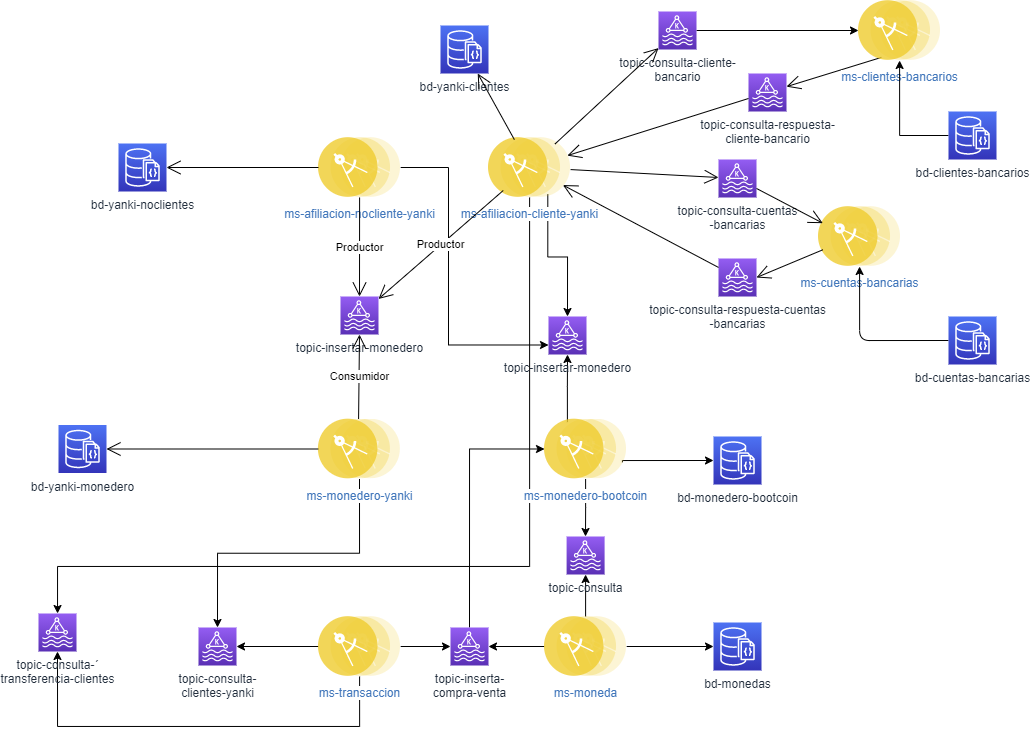 topic-consulta-cliente-
bancario
ms-clientes-bancarios
bd-yanki-clientes
topic-consulta-respuesta-
cliente-bancario
bd-clientes-bancarios
bd-yanki-noclientes
ms-afiliacion-nocliente-yanki
ms-afiliacion-cliente-yanki
topic-consulta-cuentas
-bancarias
Productor
Productor
ms-cuentas-bancarias
topic-consulta-respuesta-cuentas
-bancarias
topic-insertar-monedero
topic-insertar-monedero
Consumidor
bd-cuentas-bancarias
bd-yanki-monedero
ms-monedero-yanki
ms-monedero-bootcoin
bd-monedero-bootcoin
topic-consulta
topic-consulta-´
transferencia-clientes
topic-consulta-
clientes-yanki
ms-transaccion
topic-inserta-
compra-venta
ms-moneda
bd-monedas